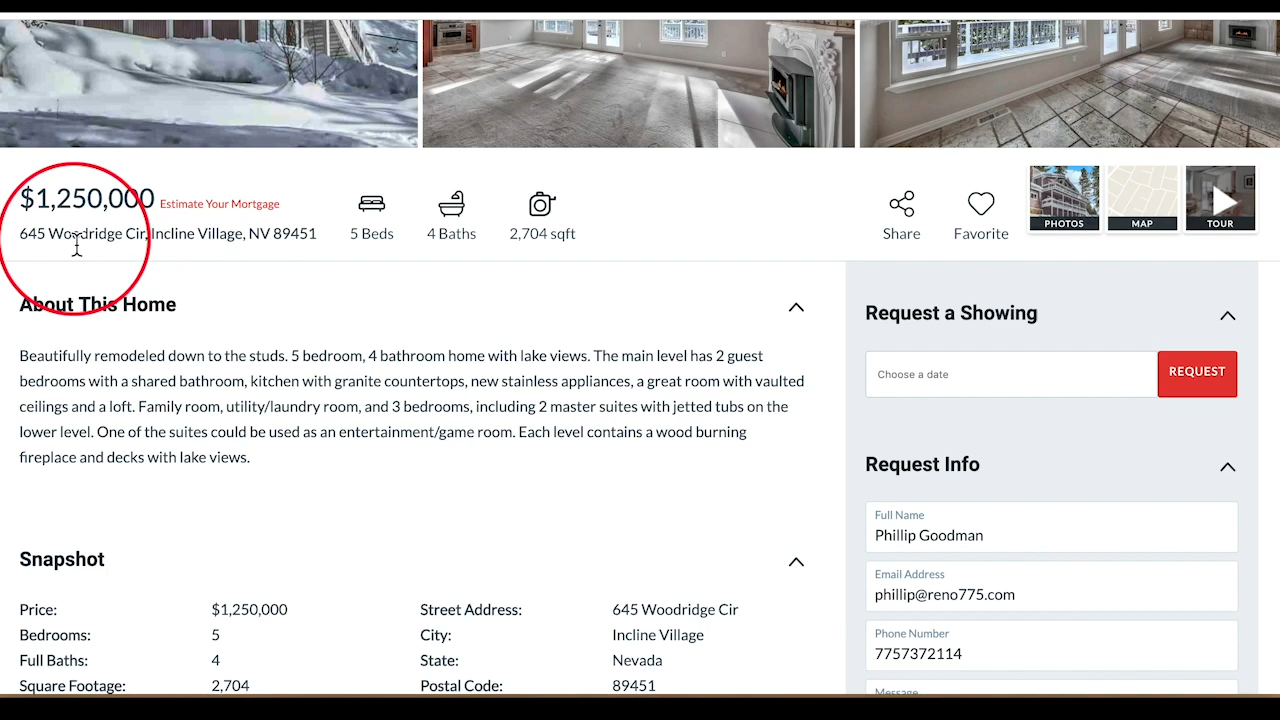 $1,250,000 Estimate Your Mortgage
645 Woodridge Cir, Incline Village, NV 89451
5 Beds
4 Baths
2,704 sqft
Share
Favorite
PHOTOS
MAP
TOUR
About This Home
Beautifully remodeled down to the studs. 5 bedroom, 4 bathroom home with lake views. The main level has 2 guest
bedrooms with a shared bathroom, kitchen with granite countertops, new stainless appliances, a great room with vaulted
ceilings and a loft. Family room, utility/laundry room, and 3 bedrooms, including 2 master suites with jetted tubs on the
lower level. One of the suites could be used as an entertainment/game room. Each level contains a wood burning
fireplace and decks with lake views.
Snapshot
Price: $1,250,000 Street Address: 645 Woodridge Cir
Bedrooms: 5 City: Incline Village
Full Baths: 4 State: Nevada
Square Footage: 2,704 Postal Code: 89451
Request a Showing
Choose a date REQUEST
Request Info
Full Name
Phillip Goodman
Email Address
phillip@reno775.com
Phone Number
7757372114
Message